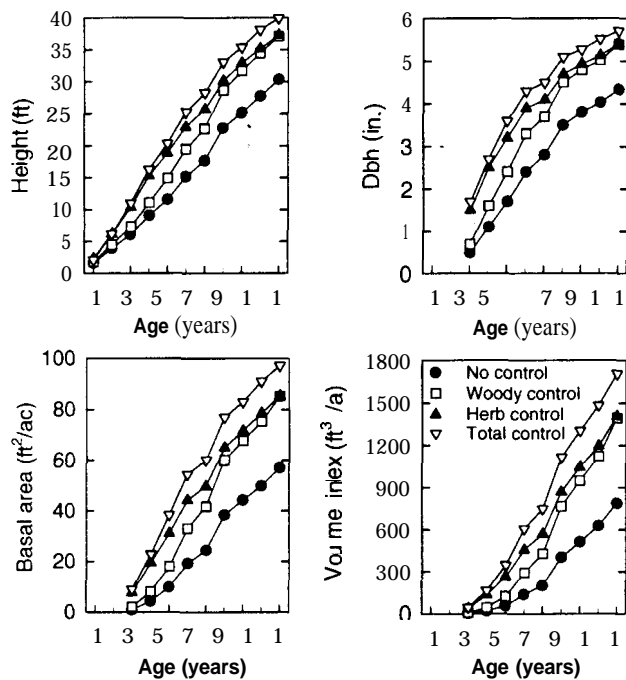 Height (ft)
40
35
30
25
20
15
10
5
0
1 3 5 7 9 1 1
Age (years)
Dbh (in.)
6
5
4
3
2
1
0
1 3 5 7 9 1 1
Age (years)
Basal area (ft²/ac)
100
80
60
40
20
0
1 3 5 7 9 1 1
Age (years)
Vou me inlex (ft³ /a)
1800
1500
1200
900
600
300
0
No control
Woody control
Herb control
Total control
1 3 5 7 9 1 1
Age (years)